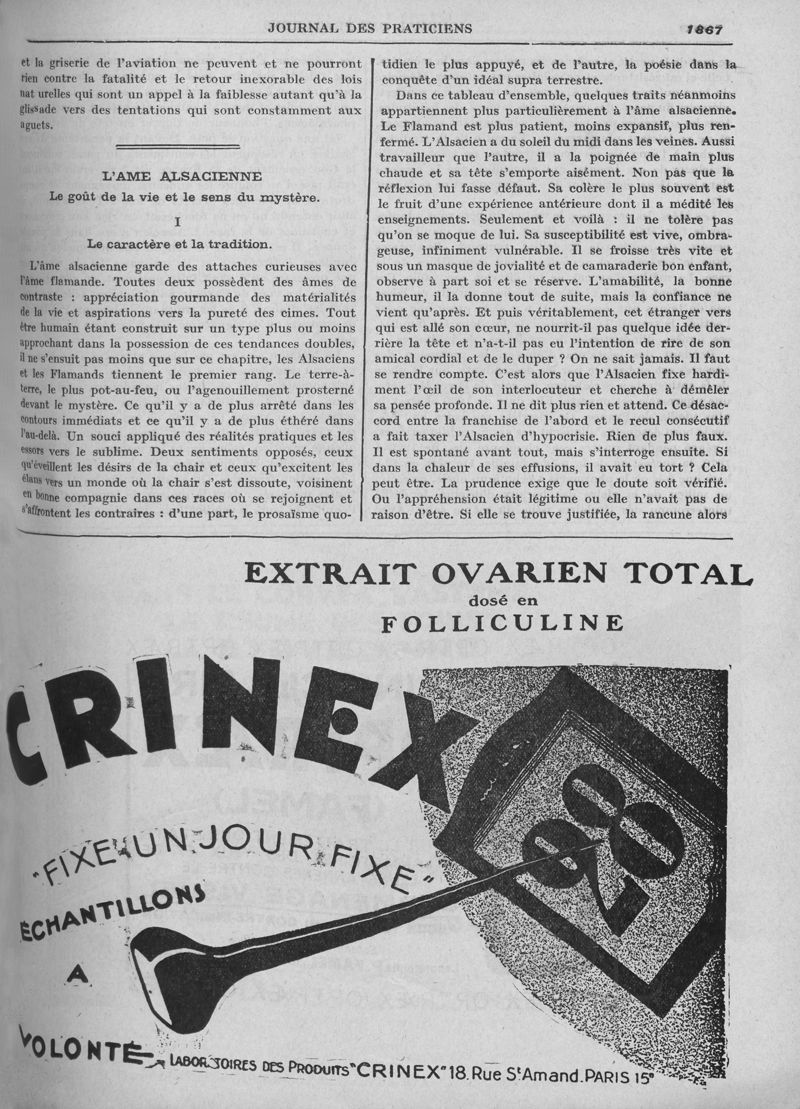 JOURNAL DES PRATICIENS 1867
et la griserie de l'aviation ne peuvent et ne pourront
rien contre la fatalité et le retour inexorable des lois
nat urelles qui sont un appel à la faiblesse autant qu'à la
glissade vers des tentations qui sont constamment aux
aguets.
L'AME ALSACIENNE
Le goût de la vie et le sens du mystère.
I
Le caractère et la tradition.
L'âme alsacienne garde des attaches curieuses avec
l'âme flamande. Toutes deux possèdent des âmes de
contraste : appréciation gourmande des matérialités
de la vie et aspirations vers la pureté des cimes. Tout
être humain étant construit sur un type plus ou moins
approchant dans la possession de ces tendances doubles,
il ne s'ensuit pas moins que sur ce chapitre, les Alsaciens
et les Flamands tiennent le premier rang. Le terre-à-
terre, le plus pot-au-feu, ou l'agenouillement prosterné
devant le mystère. Ce qu'il y a de plus arrêté dans les
contours immédiats et ce qu'il y a de plus éthéré dans
l'au-delà. Un souci appliqué des réalités pratiques et les
essors vers le sublime. Deux sentiments opposés, ceux
qu'éveillent les désirs de la chair et ceux qu'excitent les
élans vers un monde où la chair s'est dissoute, voisinent
en bonne compagnie dans ces races où se rejoignent et
s'affrontent les contraires : d'une part, le prosaïsme quo-
tidien le plus appuyé, et de l'autre, la poésie dans la
conquête d'un idéal supra terrestre.
Dans ce tableau d'ensemble, quelques traits néanmoins
appartiennent plus particulièrement à l'âme alsacienne.
Le Flamand est plus patient, moins expansif, plus ren-
fermé. L'Alsacien a du soleil du midi dans les veines. Aussi
travailleur que l'autre, il a la poignée de main plus
chaude et sa tête s'emporte aisément. Non pas que la
réflexion lui fasse défaut. Sa colère le plus souvent est
le fruit d'une expérience antérieure dont il a médité les
enseignements. Seulement et voilà : il ne tolère pas
qu'on se moque de lui. Sa susceptibilité est vive, ombra-
geuse, infiniment vulnérable. Il se froisse très vite et
sous un masque de jovialité et de camaraderie bon enfant,
observe à part soi et se réserve. L'amabilité, la bonne
humeur, il la donne tout de suite, mais la confiance ne
vient qu'après. Et puis véritablement, cet étranger vers
qui est allé son cœur, ne nourrit-il pas quelque idée der-
rière la tête et n'a-t-il pas eu l'intention de rire de son
amical cordial et de le duper ? On ne sait jamais. Il faut
se rendre compte. C'est alors que l'Alsacien fixe hardi-
ment l'œil de son interlocuteur et cherche à démêler
sa pensée profonde. Il ne dit plus rien et attend. Ce désac-
cord entre la franchise de l'abord et le recul consécutif
a fait taxer l'Alsacien d'hypocrisie. Rien de plus faux.
Il est spontané avant tout, mais s'interroge ensuite. Si
dans la chaleur de ses effusions, il avait eu tort ? Cela
peut être. La prudence exige que le doute soit vérifié.
Ou l'appréhension était légitime ou elle n'avait pas de
raison d'être. Si elle se trouve justifiée, la rancune alors
EXTRAIT OVARIEN TOTAL
dosé en
FOLLICULINE
CRINEX
"FIXE" UN JOUR FIXE"
28
ÉCHANTILLONS
A
VOLONTÉ
LABORATOIRES DES PRODUITS "CRINEX" 18. RUE St AMAND. PARIS 15e